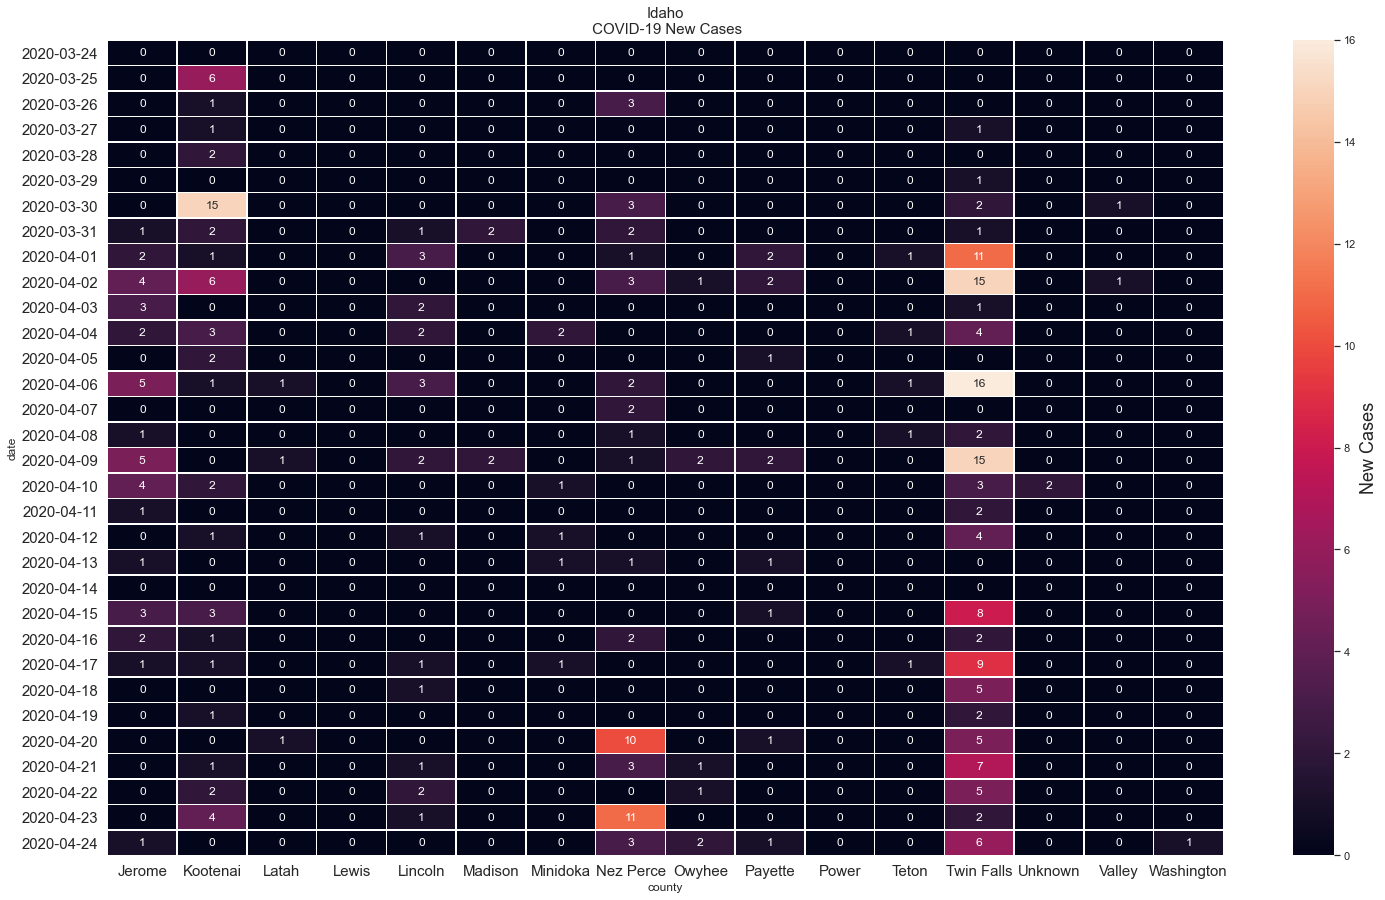 Idaho
COVID-19 New Cases
2020-03-24 0 0 0 0 0 0 0 0 0 0 0 0 0 0 0 0
2020-03-25 0 6 0 0 0 0 0 0 0 0 0 0 0 0 0 0
2020-03-26 0 1 0 0 0 0 0 3 0 0 0 0 0 0 0 0
2020-03-27 0 1 0 0 0 0 0 0 0 0 0 0 1 0 0 0
2020-03-28 0 2 0 0 0 0 0 0 0 0 0 0 0 0 0 0
2020-03-29 0 0 0 0 0 0 0 0 0 0 0 0 1 0 0 0
2020-03-30 0 15 0 0 0 0 0 3 0 0 0 0 2 0 1 0
2020-03-31 1 2 0 0 1 2 0 2 0 0 0 0 1 0 0 0
2020-04-01 2 1 0 0 3 0 0 1 0 2 0 1 11 0 0 0
2020-04-02 4 6 0 0 0 0 0 3 1 2 0 0 15 0 1 0
2020-04-03 3 0 0 0 2 0 0 0 0 0 0 0 1 0 0 0
2020-04-04 2 3 0 0 2 0 2 0 0 0 0 1 4 0 0 0
2020-04-05 0 2 0 0 0 0 0 0 0 1 0 0 0 0 0 0
2020-04-06 5 1 1 0 3 0 0 2 0 0 0 1 16 0 0 0
2020-04-07 0 0 0 0 0 0 0 2 0 0 0 0 0 0 0 0
2020-04-08 1 0 0 0 0 0 0 1 0 0 0 1 2 0 0 0
2020-04-09 5 0 1 0 2 2 0 1 2 2 0 0 15 0 0 0
2020-04-10 4 2 0 0 0 0 1 0 0 0 0 0 3 2 0 0
2020-04-11 1 0 0 0 0 0 0 0 0 0 0 0 2 0 0 0
2020-04-12 0 1 0 0 1 0 1 0 0 0 0 0 4 0 0 0
2020-04-13 1 0 0 0 0 0 1 1 0 1 0 0 0 0 0 0
2020-04-14 0 0 0 0 0 0 0 0 0 0 0 0 0 0 0 0
2020-04-15 3 3 0 0 0 0 0 0 0 1 0 0 8 0 0 0
2020-04-16 2 1 0 0 0 0 0 2 0 0 0 0 2 0 0 0
2020-04-17 1 1 0 0 1 0 1 0 0 0 0 1 9 0 0 0
2020-04-18 0 0 0 0 1 0 0 0 0 0 0 0 5 0 0 0
2020-04-19 0 1 0 0 0 0 0 0 0 0 0 0 2 0 0 0
2020-04-20 0 0 1 0 0 0 0 10 0 1 0 0 5 0 0 0
2020-04-21 0 1 0 0 1 0 0 3 1 0 0 0 7 0 0 0
2020-04-22 0 2 0 0 2 0 0 0 1 0 0 0 5 0 0 0
2020-04-23 0 4 0 0 1 0 0 11 0 0 0 0 2 0 0 0
2020-04-24 1 0 0 0 0 0 0 3 2 1 0 0 6 0 0 1
Jerome Kootenai Latah Lewis Lincoln Madison Minidoka Nez Perce Owyhee Payette Power Teton Twin Falls Unknown Valley Washington
county
date
16
14
12
10
8
6
4
2
0
New Cases